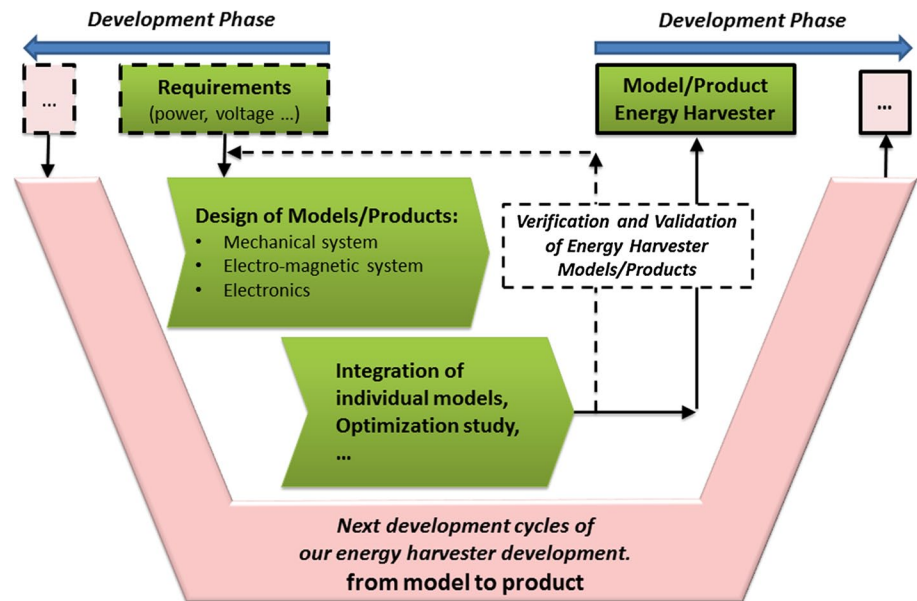 Development Phase
Development Phase
...
Requirements
(power, voltage ...)
Model/Product
Energy Harvester
...
Design of Models/Products:
• Mechanical system
• Electro-magnetic system
• Electronics
Verification and Validation
of Energy Harvester
Models/Products
Integration of
individual models,
Optimization study,
...
Next development cycles of
our energy harvester development.
from model to product